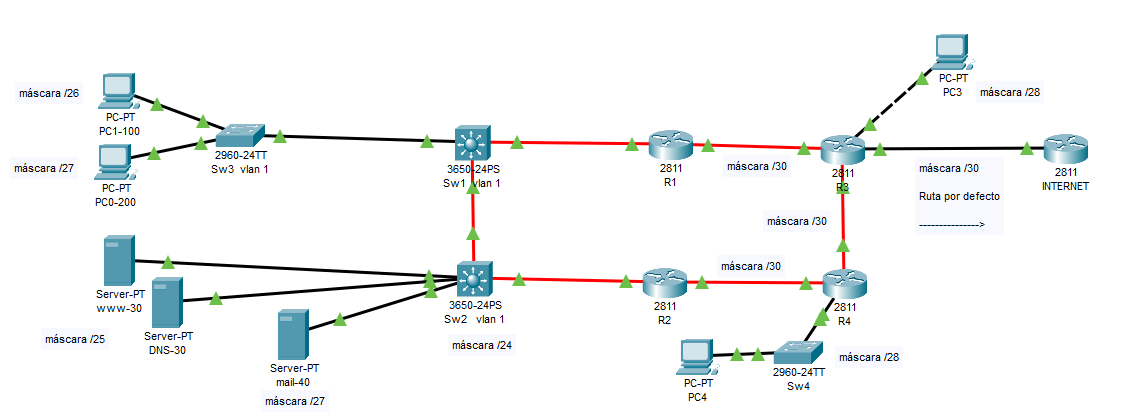 máscara /26
PC-PT
PC1-100
máscara /27
PC-PT
PC0-200
2960-24TT
Sw3 vlan 1
3650-24PS
Sw1 vlan 1
2811
R1
máscara /30
2811
R3
PC-PT
PC3
máscara /28
máscara /30
Ruta por defecto
--------------->
2811
INTERNET
máscara /30
Server-PT
www-30
Server-PT
DNS-30
máscara /25
Server-PT
mail-40
máscara /27
3650-24PS
Sw2 vlan 1
máscara /24
2811
R2
máscara /30
2811
R4
PC-PT
PC4
2960-24TT
Sw4
máscara /28